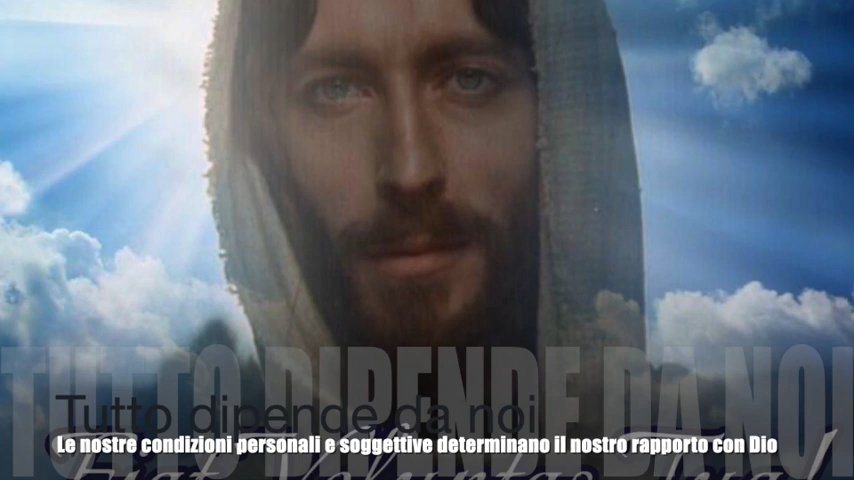 TUTTO DIPENDE DA NOI
Tutto dipende da noi
Le nostre condizioni personali e soggettive determinano il nostro rapporto con Dio
Fiat Voluntas Tua!